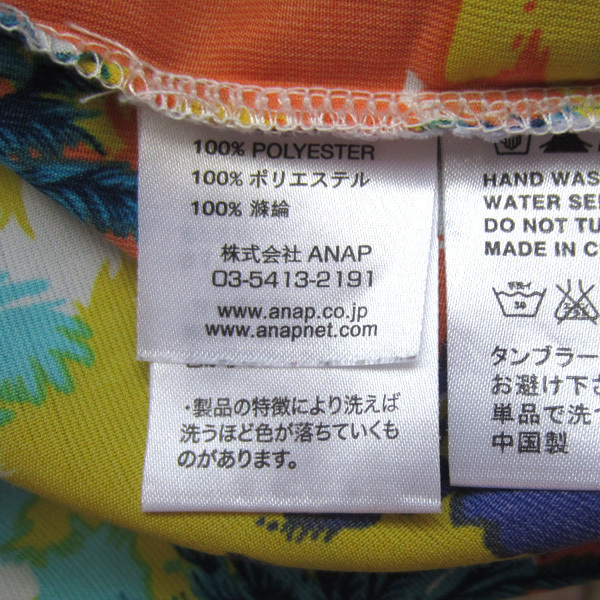 100% POLYESTER
100% ポリエステル
100% 滌綸
株式会社 ANAP
03-5413-2191
www.anap.co.jp
www.anapnet.com
・製品の特徴により洗えば
洗うほど色が落ちていくも
のがあります。
HAND WAS
WATER SE
DO NOT TU
MADE IN C
手洗イ
30
タンブラー
お避け下さ
単品で洗
中国製